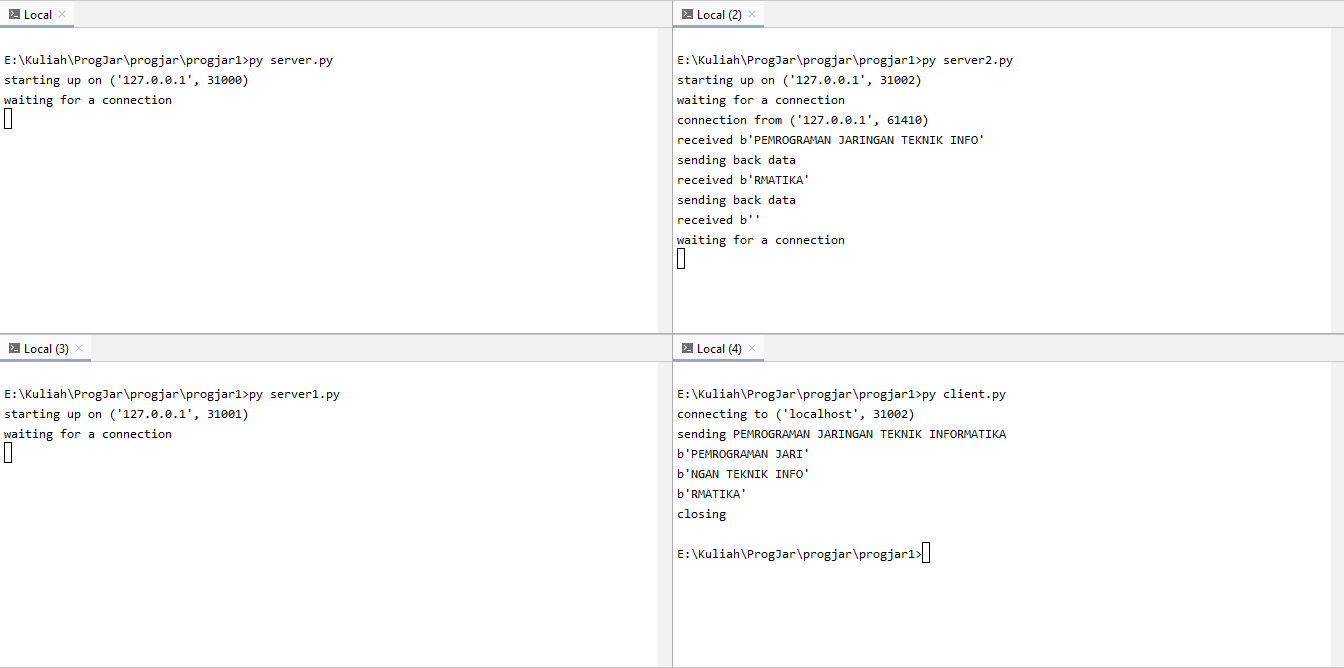 Local
E:\Kuliah\ProgJar\progjar\progjar1>py server.py
starting up on ('127.0.0.1', 31000)
waiting for a connection
Local (2)
E:\Kuliah\ProgJar\progjar\progjar1>py server2.py
starting up on ('127.0.0.1', 31002)
waiting for a connection
connection from ('127.0.0.1', 61410)
received b'PEMROGRAMAN JARINGAN TEKNIK INFO'
sending back data
received b'RMATIKA'
sending back data
received b''
waiting for a connection
Local (3)
E:\Kuliah\ProgJar\progjar\progjar1>py server1.py
starting up on ('127.0.0.1', 31001)
waiting for a connection
Local (4)
E:\Kuliah\ProgJar\progjar\progjar1>py client.py
connecting to ('localhost', 31002)
sending PEMROGRAMAN JARINGAN TEKNIK INFORMATIKA
b'PEMROGRAMAN JARI'
b'NGAN TEKNIK INFO'
b'RMATIKA'
closing
E:\Kuliah\ProgJar\progjar\progjar1>